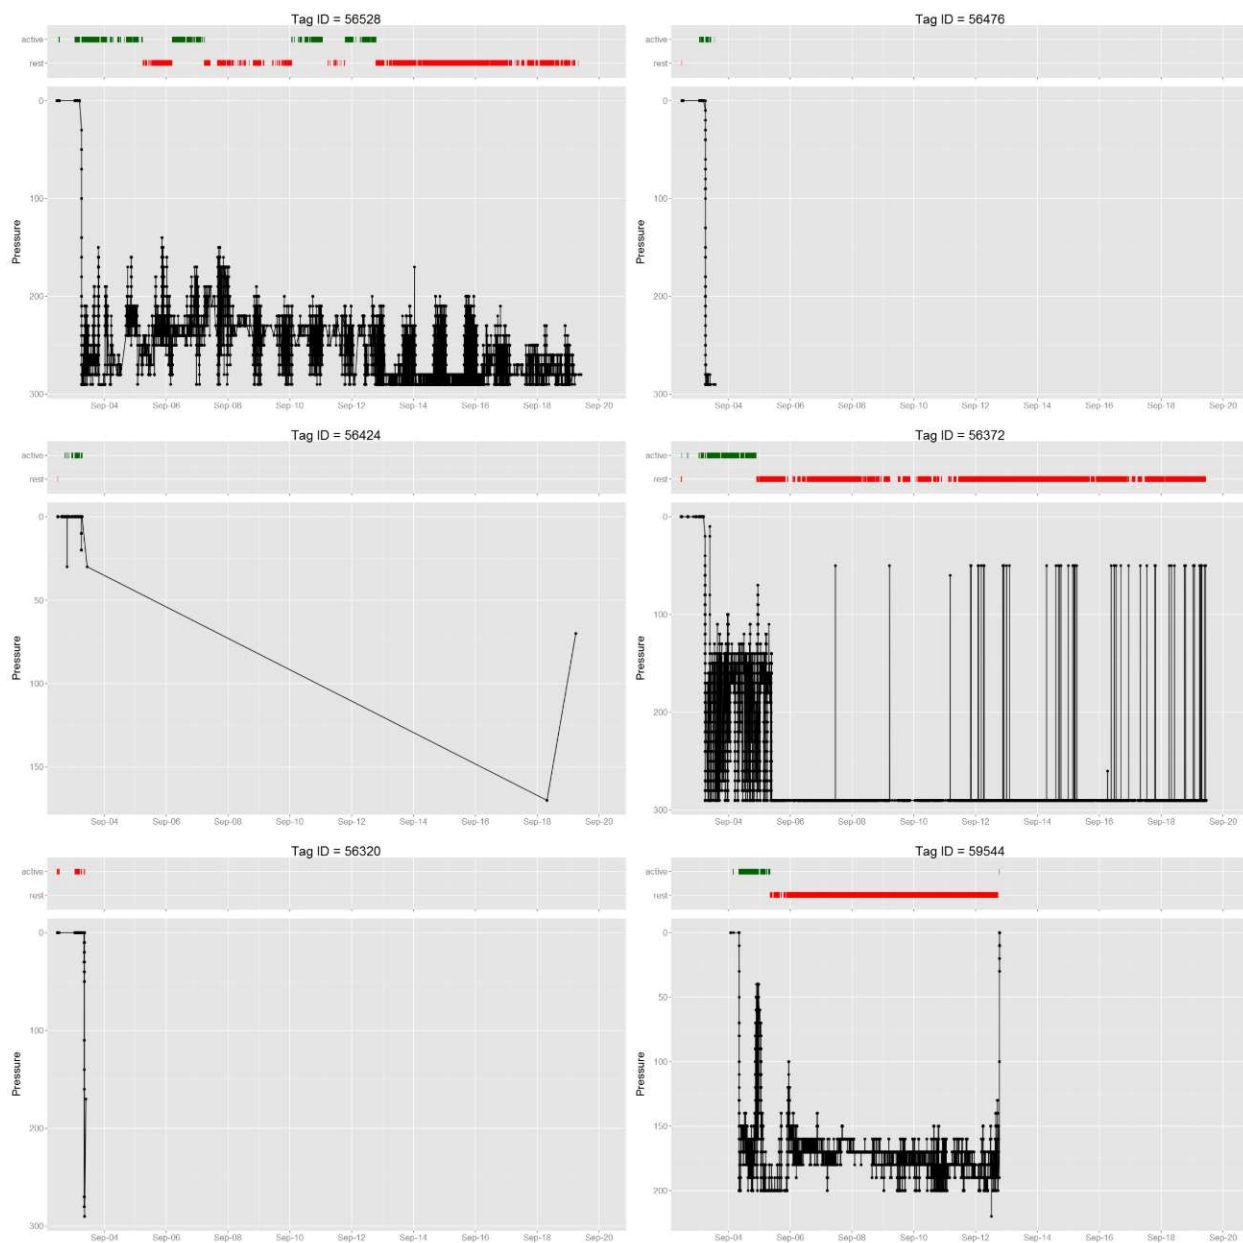 Tag ID = 56528
active
rest
0
100
200
300
Pressure
Sep-04 Sep-06 Sep-08 Sep-10 Sep-12 Sep-14 Sep-16 Sep-18 Sep-20
Tag ID = 56476
active
rest
0
100
200
300
Pressure
Sep-04 Sep-06 Sep-08 Sep-10 Sep-12 Sep-14 Sep-16 Sep-18 Sep-20
Tag ID = 56424
active
rest
0
50
100
150
Pressure
Sep-04 Sep-06 Sep-08 Sep-10 Sep-12 Sep-14 Sep-16 Sep-18 Sep-20
Tag ID = 56372
active
rest
0
100
200
300
Pressure
Sep-04 Sep-06 Sep-08 Sep-10 Sep-12 Sep-14 Sep-16 Sep-18 Sep-20
Tag ID = 56320
active
rest
0
100
200
300
Pressure
Sep-04 Sep-06 Sep-08 Sep-10 Sep-12 Sep-14 Sep-16 Sep-18 Sep-20
Tag ID = 59544
active
rest
0
50
100
150
200
Pressure
Sep-04 Sep-06 Sep-08 Sep-10 Sep-12 Sep-14 Sep-16 Sep-18 Sep-20